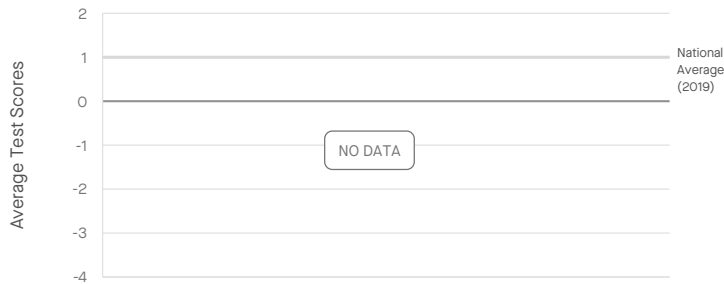 Average Test Scores
2
1
0
-1
-2
-3
-4
National
Average
(2019)
NO DATA